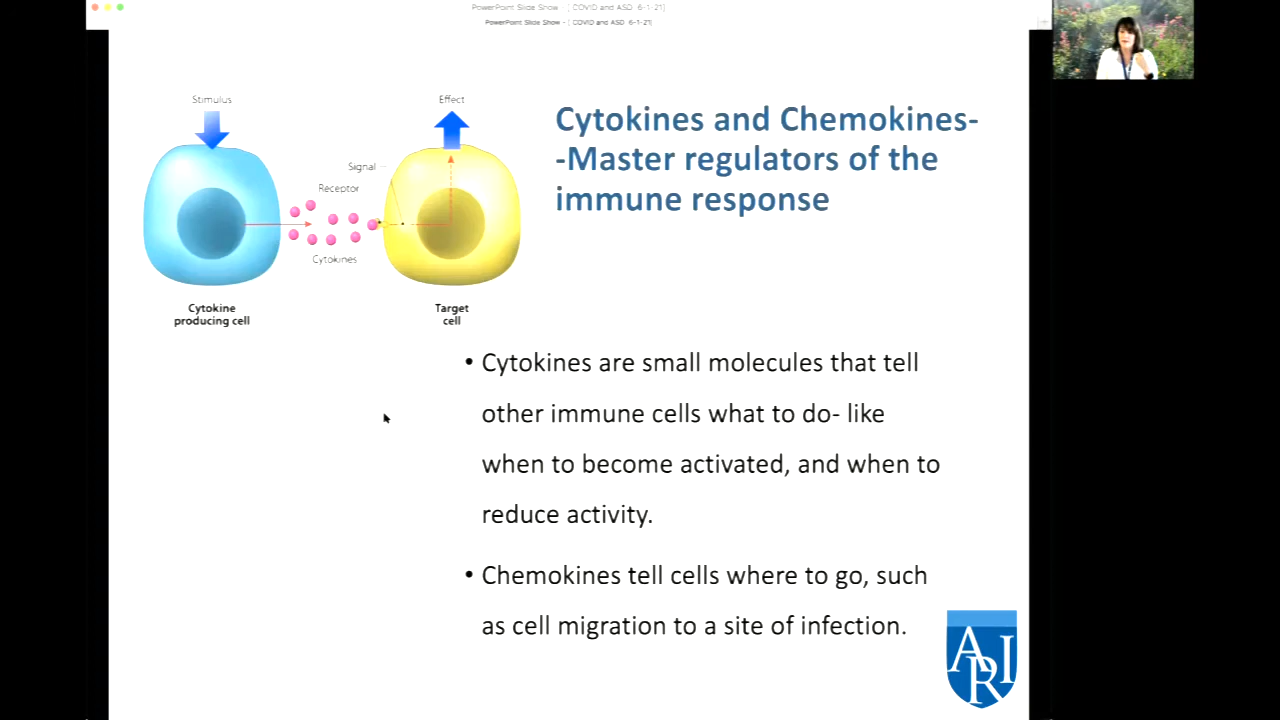 PowerPoint Slide Show - [ COVID and ASD 6-1-21]
PowerPoint Slide Show - [ COVID and ASD 6-1-21]
Stimulus
Effect
Signal
Receptor
Cytokines
Cytokine
producing cell
Target
cell
Cytokines and Chemokines-
-Master regulators of the
immune response
• Cytokines are small molecules that tell
other immune cells what to do- like
when to become activated, and when to
reduce activity.
• Chemokines tell cells where to go, such
as cell migration to a site of infection.
ARI